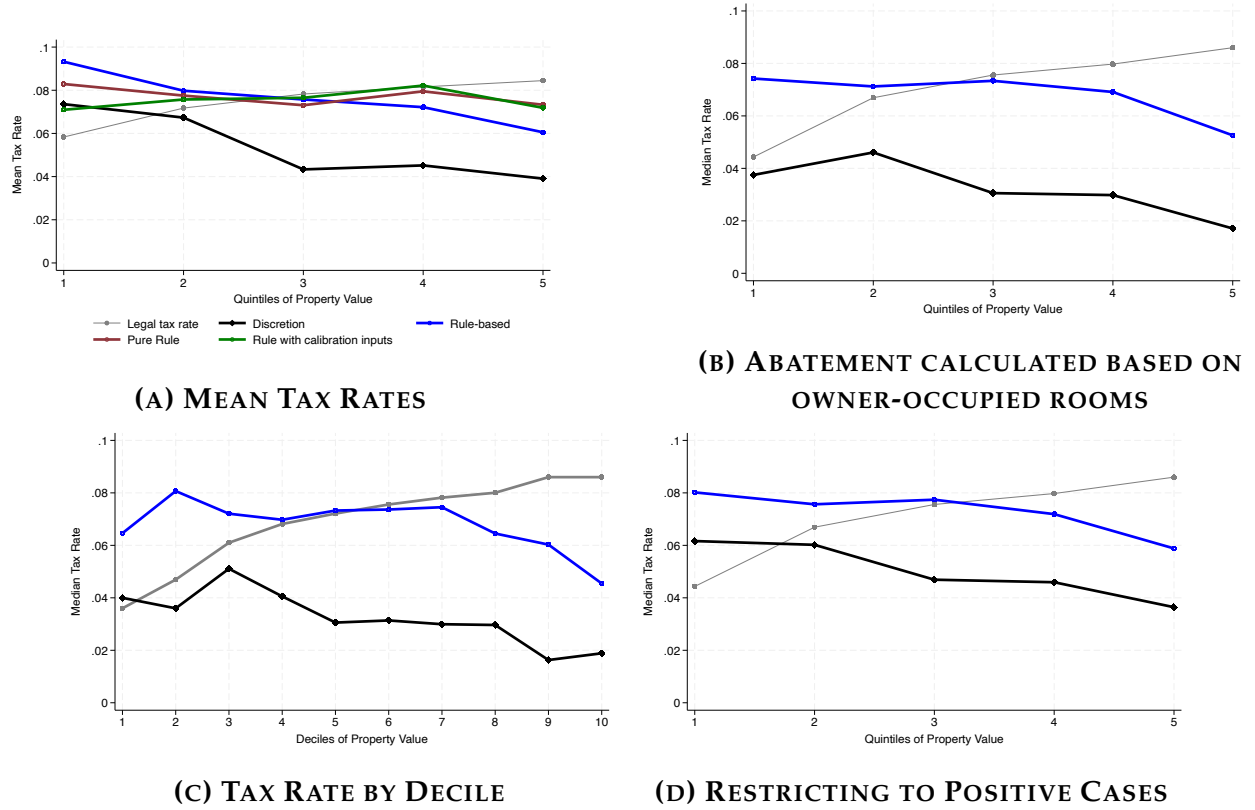 .1
.08
.06
.04
.02
0
Mean Tax Rate
1 2 3 4 5
Quintiles of Property Value
Legal tax rate Discretion Rule-based
Pure Rule Rule with calibration inputs
(A) MEAN TAX RATES
.1
.08
.06
.04
.02
0
Median Tax Rate
1 2 3 4 5
Quintiles of Property Value
(B) ABATEMENT CALCULATED BASED ON
OWNER-OCCUPIED ROOMS
.1
.08
.06
.04
.02
0
Median Tax Rate
1 2 3 4 5 6 7 8 9 10
Deciles of Property Value
(C) TAX RATE BY DECILE
.1
.08
.06
.04
.02
0
Median Tax Rate
1 2 3 4 5
Quintiles of Property Value
(D) RESTRICTING TO POSITIVE CASES